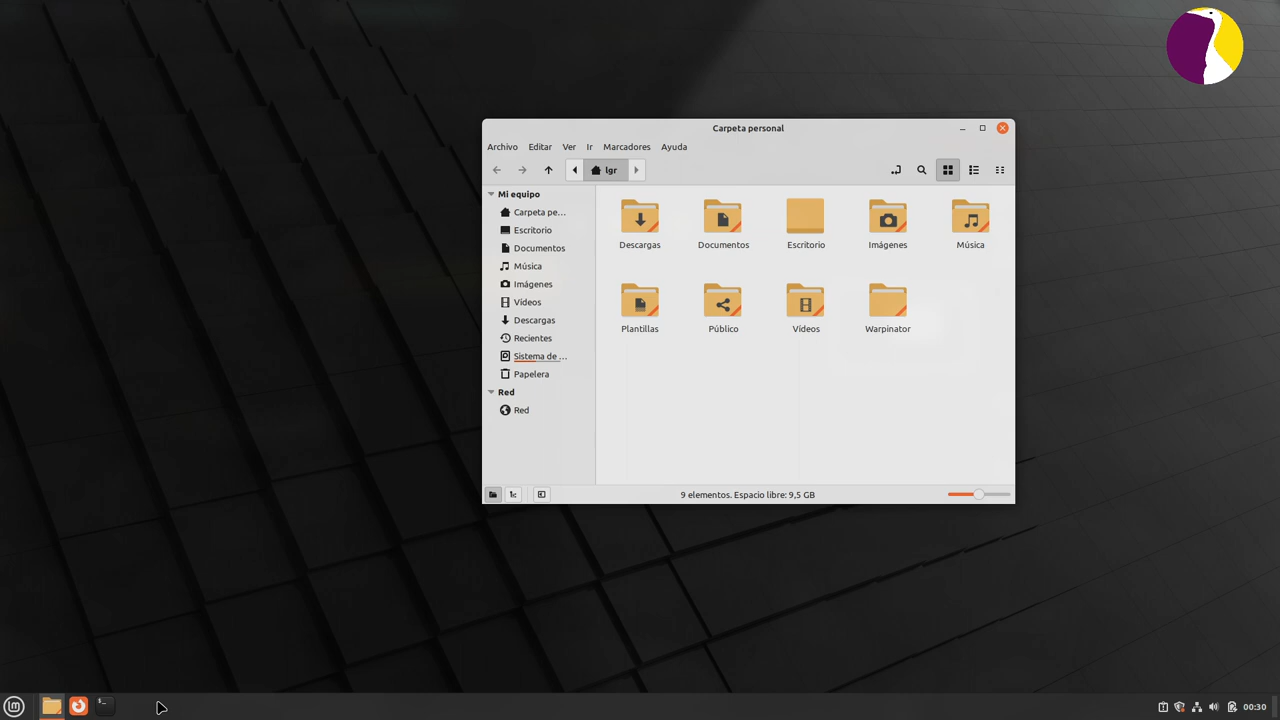 Carpeta personal
Archivo Editar Ver Ir Marcadores Ayuda
lgr
Mi equipo
Carpeta pe...
Escritorio
Documentos
Música
Imágenes
Vídeos
Descargas
Recientes
Sistema de ...
Papelera
Red
Red
Descargas Documentos Escritorio Imágenes Música
Plantillas Público Vídeos Warpinator
9 elementos. Espacio libre: 9,5 GB
00:30